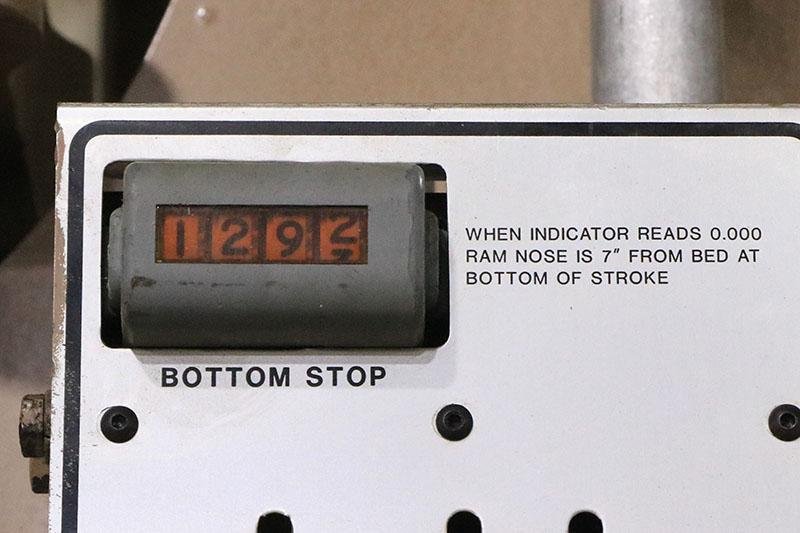 1292
WHEN INDICATOR READS 0.000
RAM NOSE IS 7" FROM BED AT
BOTTOM OF STROKE
BOTTOM STOP